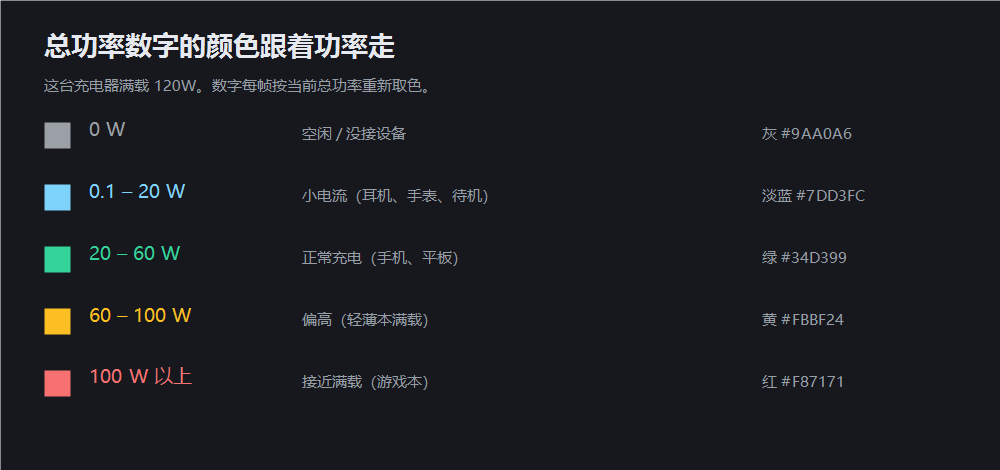 总功率数字的颜色跟着功率走
这台充电器满载 120W。数字每帧按当前总功率重新取色。
0 W 空闲 / 没接设备 灰 #9AA0A6
0.1 – 20 W 小电流（耳机、手表、待机） 淡蓝 #7DD3FC
20 – 60 W 正常充电（手机、平板） 绿 #34D399
60 – 100 W 偏高（轻薄本满载） 黄 #FBBF24
100 W 以上 接近满载（游戏本） 红 #F87171